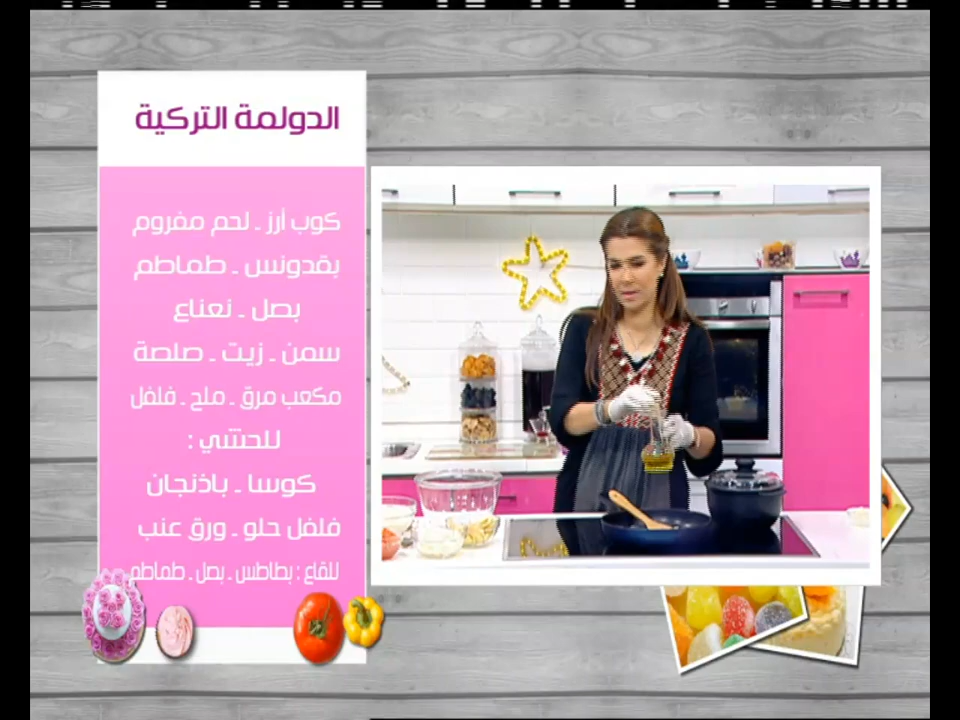 الدولمة التركية
كوب أرز ـ لحم مفروم
بقدونس ـ طماطم
بصل ـ نعناع
سمن ـ زيت ـ صلصة
مكعب مرق ـ ملح ـ فلفل
للحشي :
كوسا ـ باذنجان
فلفل حلو ـ ورق عنب
للقاع : بطاطس ـ بصل ـ طماطم